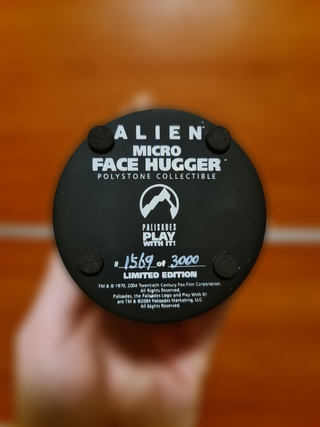 ALIEN™
MICRO
FACE HUGGER™
POLYSTONE COLLECTIBLE
PALISADES
PLAY
WITH IT!
# 1569 of 3000
LIMITED EDITION
TM & © 1979, 2004 Twentieth Century Fox Film Corporation.
All Rights Reserved.
Palisades, the Palisades Logo and Play With It!
are TM & ©2004 Palisades Marketing, LLC
All Rights Reserved.